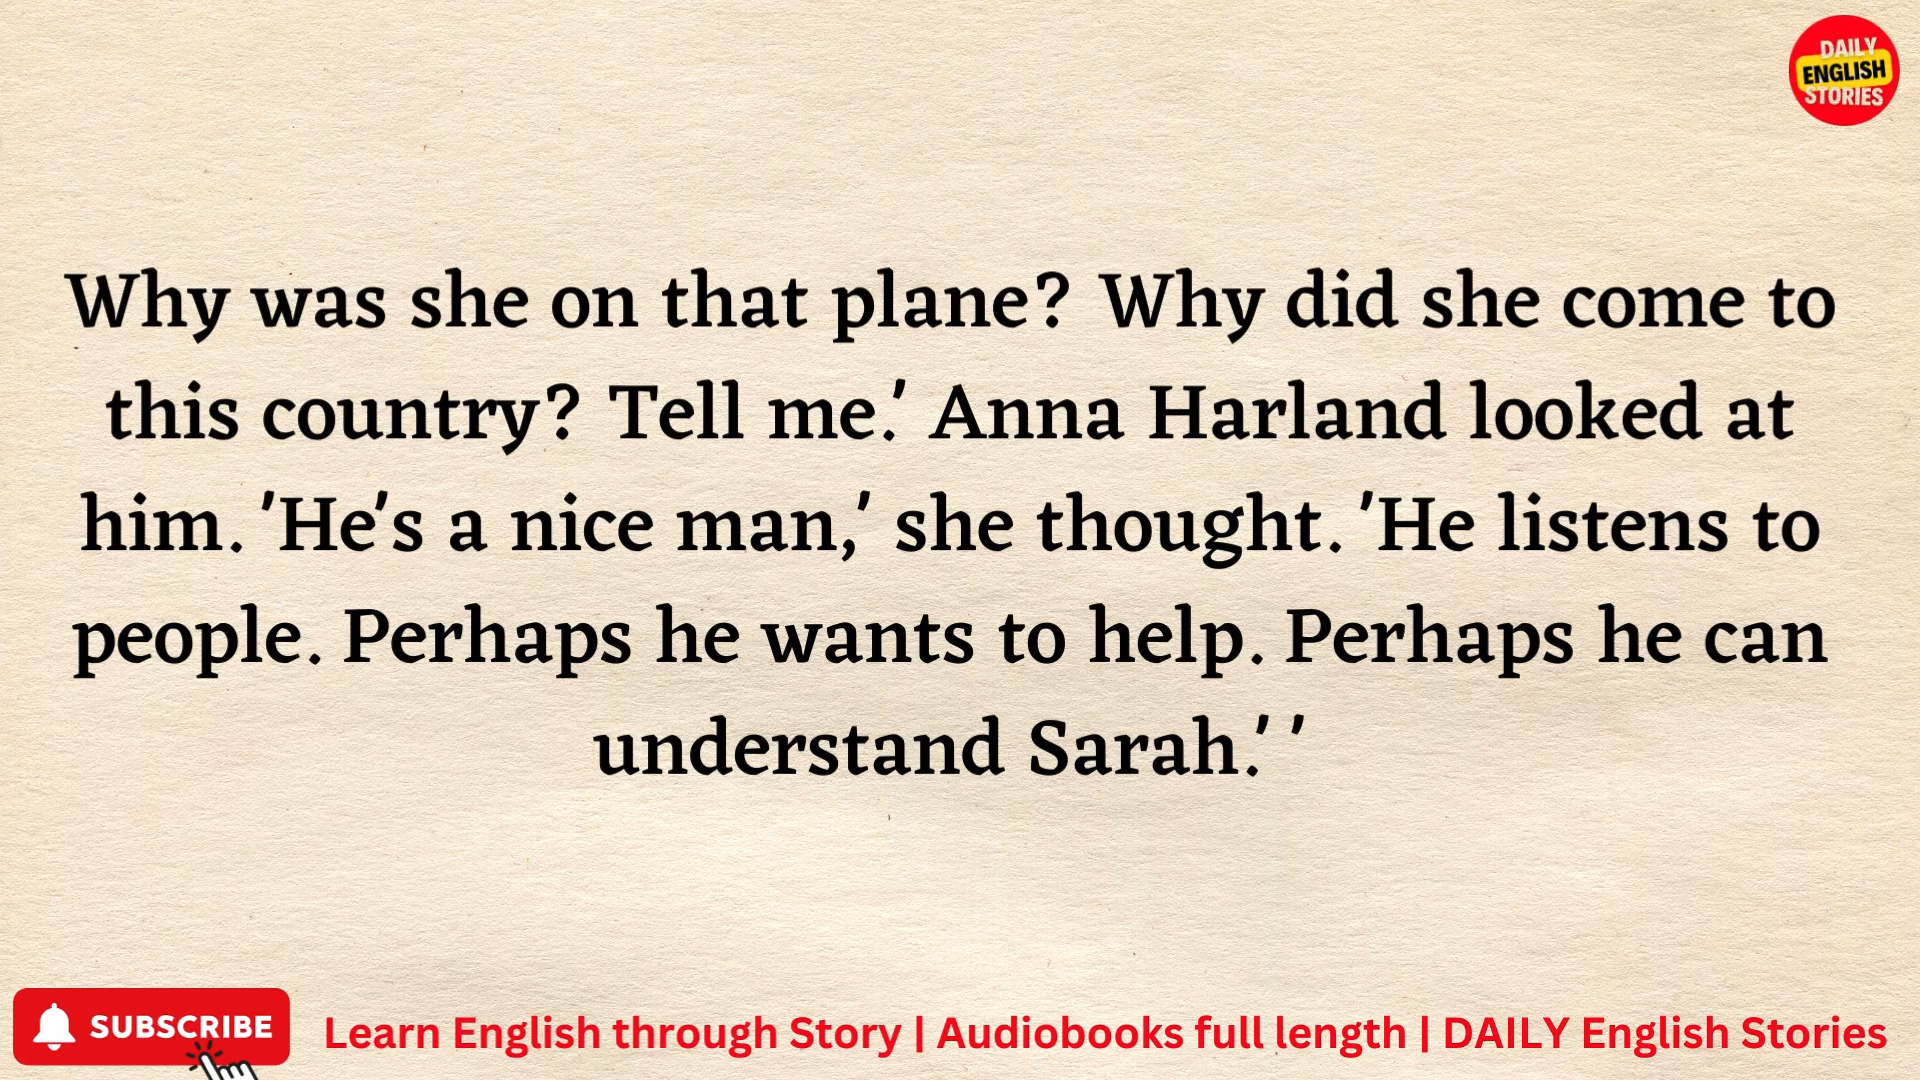 DAILY
ENGLISH
STORIES
Why was she on that plane? Why did she come to
this country? Tell me.' Anna Harland looked at
him. 'He's a nice man,' she thought. 'He listens to
people. Perhaps he wants to help. Perhaps he can
understand Sarah.' '
SUBSCRIBE
Learn English through Story | Audiobooks full length | DAILY English Stories